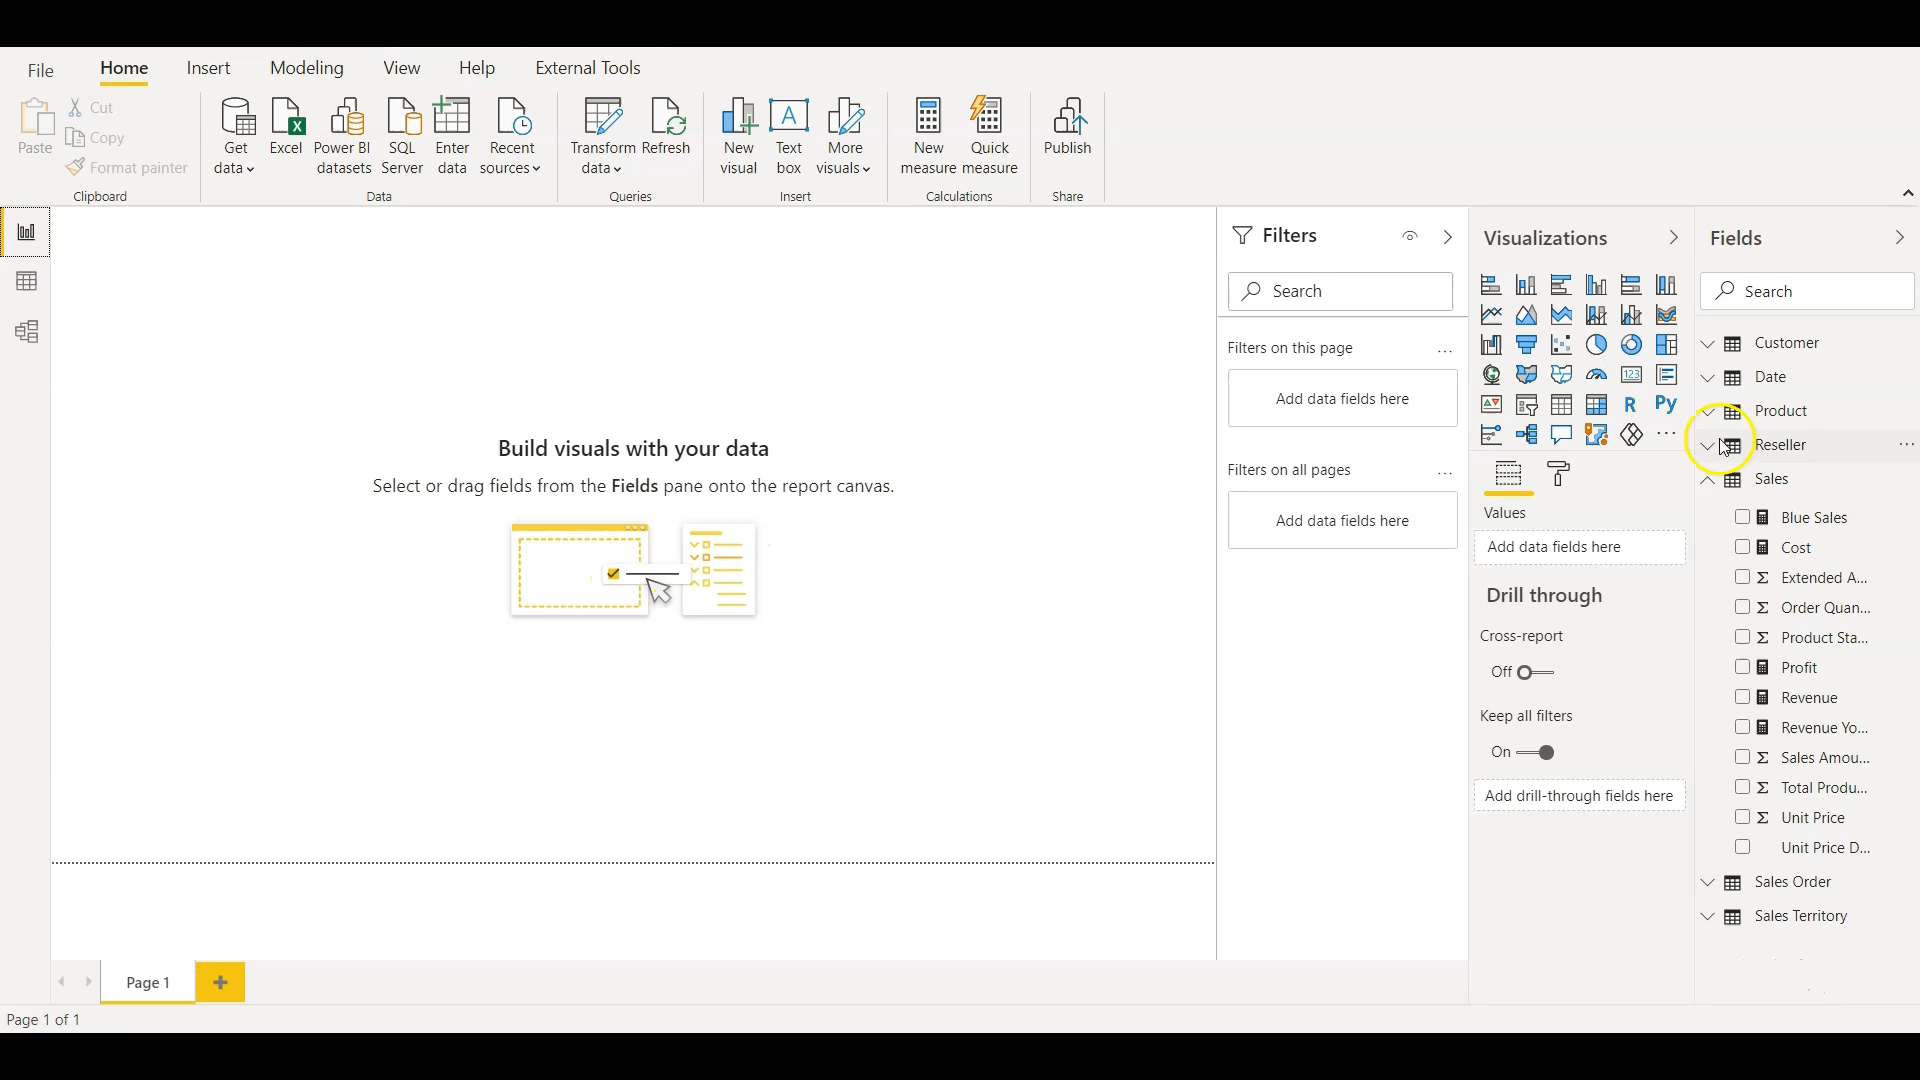 File
Home
Insert
Modeling
View
Help
External Tools
Paste
Cut
Copy
Format painter
Clipboard
Get
data
Excel
Power BI
datasets
SQL
Server
Enter
data
Recent
sources
Data
Transform
data
Refresh
Queries
New
visual
Text
box
More
visuals
Insert
New
measure
Quick
measure
Calculations
Publish
Share
Build visuals with your data
Select or drag fields from the Fields pane onto the report canvas.
Filters
Search
Filters on this page
...
Add data fields here
Filters on all pages
...
Add data fields here
Visualizations
123
R
Py
...
Values
Add data fields here
Drill through
Cross-report
Off
Keep all filters
On
Add drill-through fields here
Fields
Search
Customer
Date
Product
Reseller
...
Sales
Blue Sales
Cost
Σ Extended A...
Σ Order Quan...
Σ Product Sta...
Profit
Revenue
Revenue Yo...
Σ Sales Amou...
Σ Total Produ...
Σ Unit Price
Unit Price D...
Sales Order
Sales Territory
Page 1
Page 1 of 1